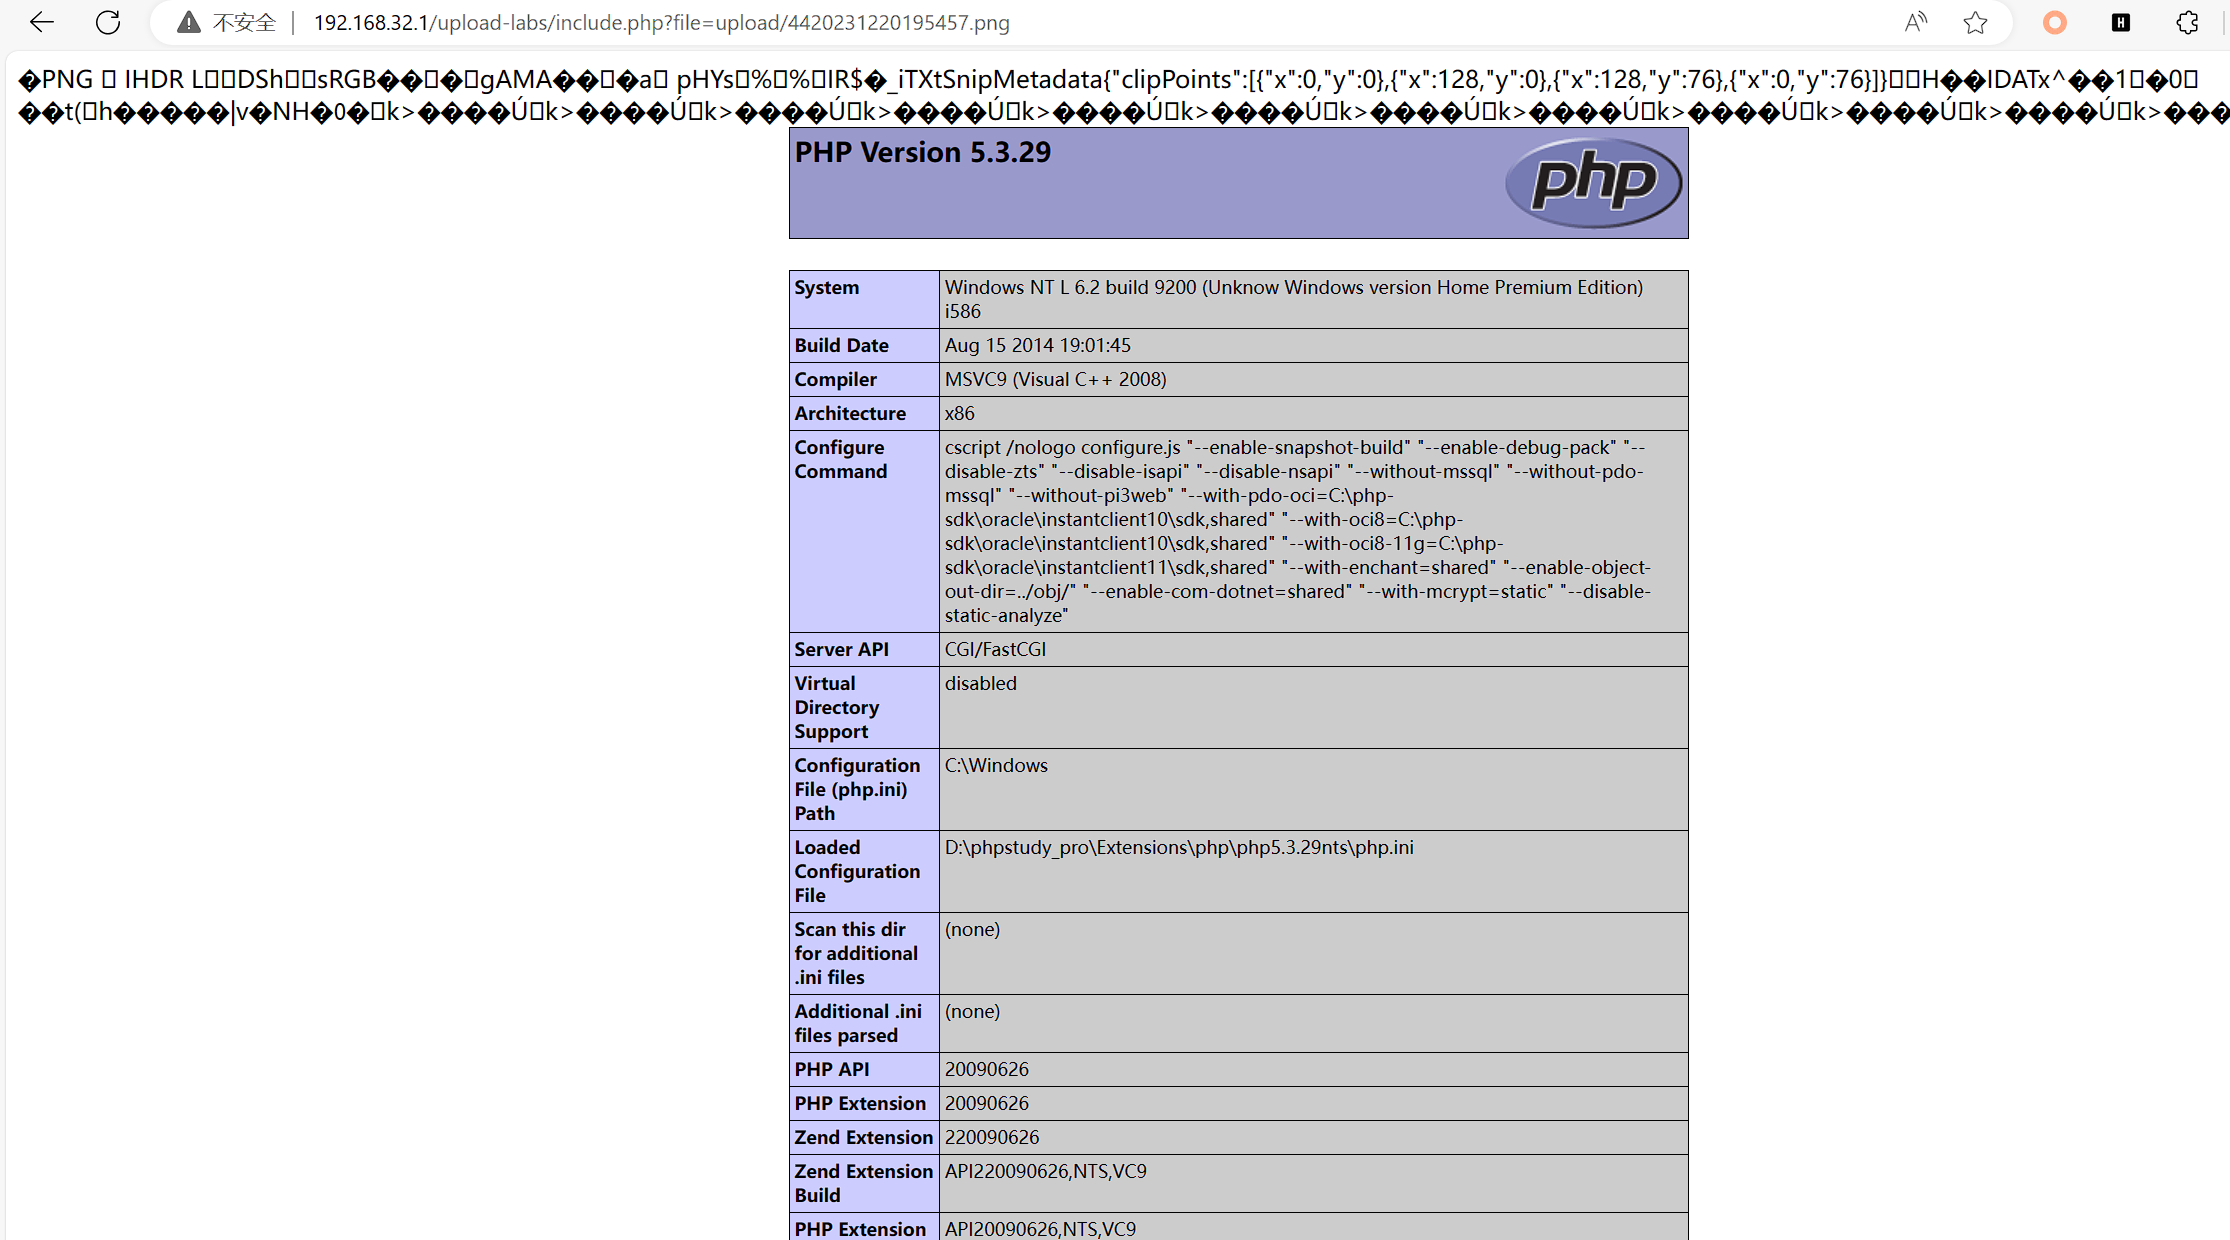 不安全 | 192.168.32.1/upload-labs/include.php?file=upload/4420231220195457.png
�PNG  IHDR LDShsRGB���gAMA���a pHYs%%IR$�_iTXtSnipMetadata{"clipPoints":[{"x":0,"y":0},{"x":128,"y":0},{"x":128,"y":76},{"x":0,"y":76}]}H��IDATx^��1�0
��t(h�����|v�NH�0�k>����Úk>����Úk>����Úk>����Úk>����Úk>����Úk>����Úk>����Úk>����Úk>����Úk>����Úk>���
PHP Version 5.3.29
php
System
Windows NT L 6.2 build 9200 (Unknow Windows version Home Premium Edition)
i586
Build Date
Aug 15 2014 19:01:45
Compiler
MSVC9 (Visual C++ 2008)
Architecture
x86
Configure
Command
cscript /nologo configure.js "--enable-snapshot-build" "--enable-debug-pack" "--
disable-zts" "--disable-isapi" "--disable-nsapi" "--without-mssql" "--without-pdo-
mssql" "--without-pi3web" "--with-pdo-oci=C:\php-
sdk\oracle\instantclient10\sdk,shared" "--with-oci8=C:\php-
sdk\oracle\instantclient10\sdk,shared" "--with-oci8-11g=C:\php-
sdk\oracle\instantclient11\sdk,shared" "--with-enchant=shared" "--enable-object-
out-dir=../obj/" "--enable-com-dotnet=shared" "--with-mcrypt=static" "--disable-
static-analyze"
Server API
CGI/FastCGI
Virtual
Directory
Support
disabled
Configuration
File (php.ini)
Path
C:\Windows
Loaded
Configuration
File
D:\phpstudy_pro\Extensions\php\php5.3.29nts\php.ini
Scan this dir
for additional
.ini files
(none)
Additional .ini
files parsed
(none)
PHP API
20090626
PHP Extension
20090626
Zend Extension
220090626
Zend Extension
Build
API220090626,NTS,VC9
PHP Extension
API20090626,NTS,VC9